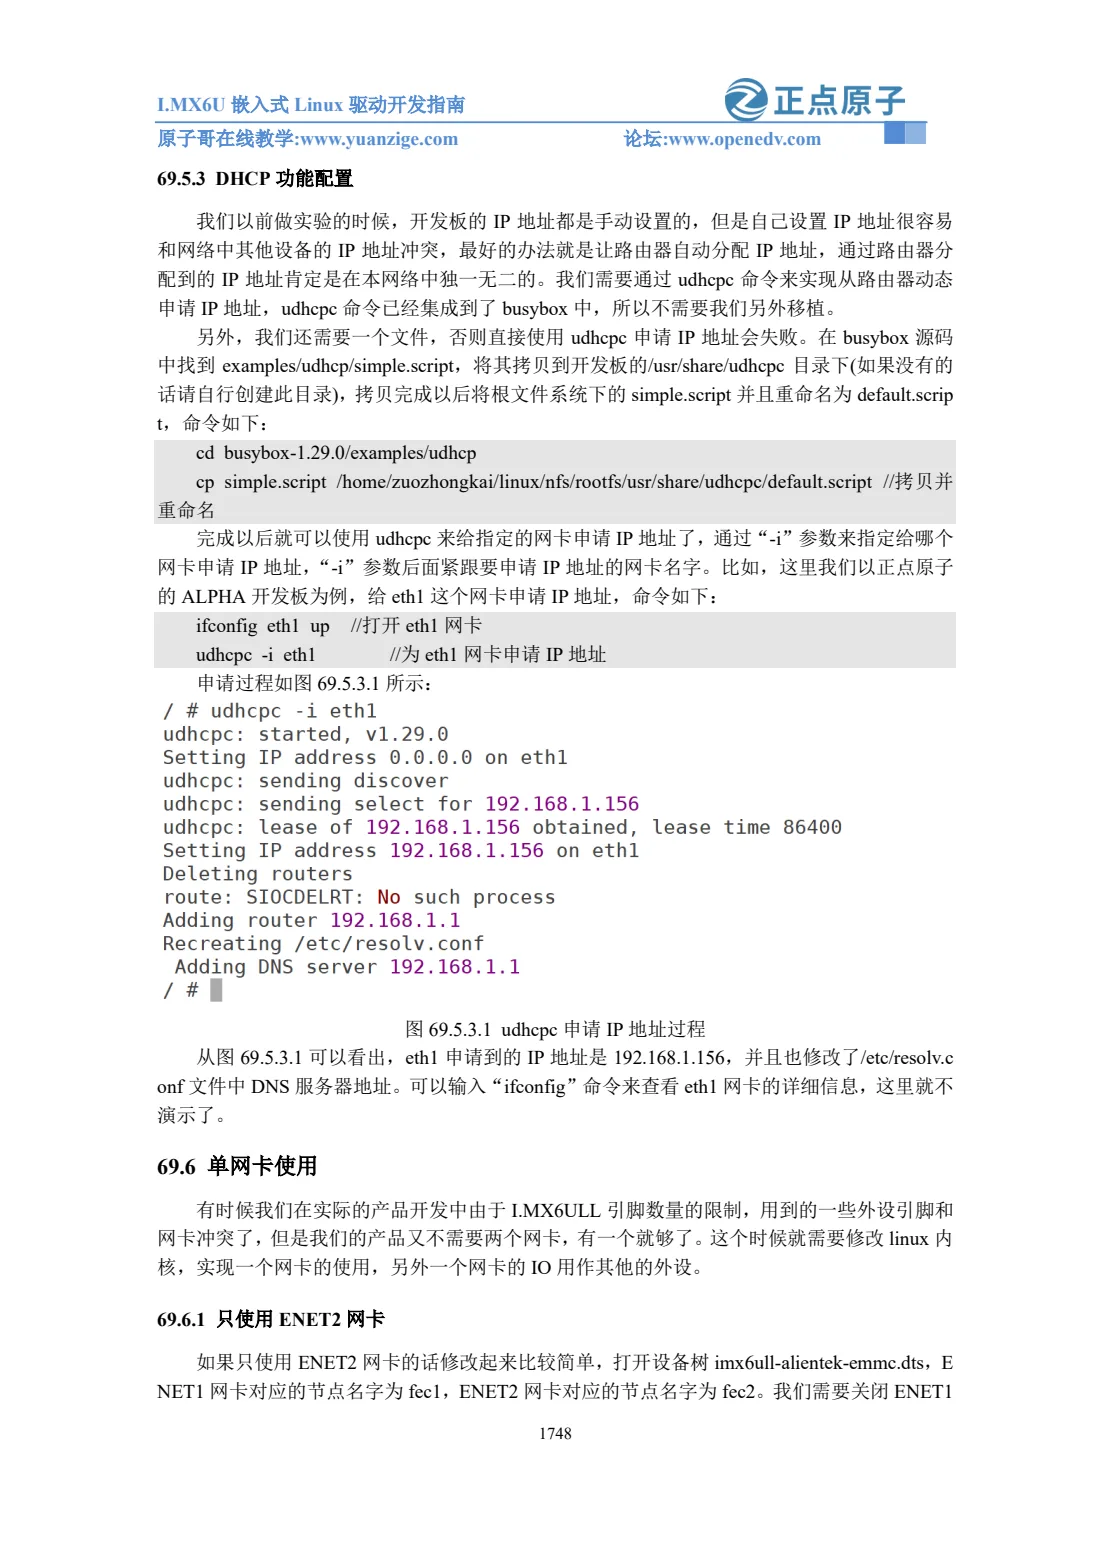 I.MX6U 嵌入式 Linux 驱动开发指南
正点原子
原子哥在线教学:www.yuanzige.com 论坛:www.openedv.com
69.5.3 DHCP 功能配置
我们以前做实验的时候，开发板的 IP 地址都是手动设置的，但是自己设置 IP 地址很容易
和网络中其他设备的 IP 地址冲突，最好的办法就是让路由器自动分配 IP 地址，通过路由器分
配到的 IP 地址肯定是在本网络中独一无二的。我们需要通过 udhcpc 命令来实现从路由器动态
申请 IP 地址，udhcpc 命令已经集成到了 busybox 中，所以不需要我们另外移植。
另外，我们还需要一个文件，否则直接使用 udhcpc 申请 IP 地址会失败。在 busybox 源码
中找到 examples/udhcp/simple.script，将其拷贝到开发板的/usr/share/udhcpc 目录下(如果没有的
话请自行创建此目录)，拷贝完成以后将根文件系统下的 simple.script 并且重命名为 default.scrip
t，命令如下：
cd busybox-1.29.0/examples/udhcp
cp simple.script /home/zuozhongkai/linux/nfs/rootfs/usr/share/udhcpc/default.script //拷贝并
重命名
完成以后就可以使用 udhcpc 来给指定的网卡申请 IP 地址了，通过“-i”参数来指定给哪个
网卡申请 IP 地址，“-i”参数后面紧跟要申请 IP 地址的网卡名字。比如，这里我们以正点原子
的 ALPHA 开发板为例，给 eth1 这个网卡申请 IP 地址，命令如下：
ifconfig eth1 up //打开 eth1 网卡
udhcpc -i eth1 //为 eth1 网卡申请 IP 地址
申请过程如图 69.5.3.1 所示：
/ # udhcpc -i eth1
udhcpc: started, v1.29.0
Setting IP address 0.0.0.0 on eth1
udhcpc: sending discover
udhcpc: sending select for 192.168.1.156
udhcpc: lease of 192.168.1.156 obtained, lease time 86400
Setting IP address 192.168.1.156 on eth1
Deleting routers
route: SIOCDELRT: No such process
Adding router 192.168.1.1
Recreating /etc/resolv.conf
Adding DNS server 192.168.1.1
/ #
图 69.5.3.1 udhcpc 申请 IP 地址过程
从图 69.5.3.1 可以看出，eth1 申请到的 IP 地址是 192.168.1.156，并且也修改了/etc/resolv.c
onf 文件中 DNS 服务器地址。可以输入“ifconfig”命令来查看 eth1 网卡的详细信息，这里就不
演示了。
69.6 单网卡使用
有时候我们在实际的产品开发中由于 I.MX6ULL 引脚数量的限制，用到的一些外设引脚和
网卡冲突了，但是我们的产品又不需要两个网卡，有一个就够了。这个时候就需要修改 linux 内
核，实现一个网卡的使用，另外一个网卡的 IO 用作其他的外设。
69.6.1 只使用 ENET2 网卡
如果只使用 ENET2 网卡的话修改起来比较简单，打开设备树 imx6ull-alientek-emmc.dts，E
NET1 网卡对应的节点名字为 fec1，ENET2 网卡对应的节点名字为 fec2。我们需要关闭 ENET1
1748